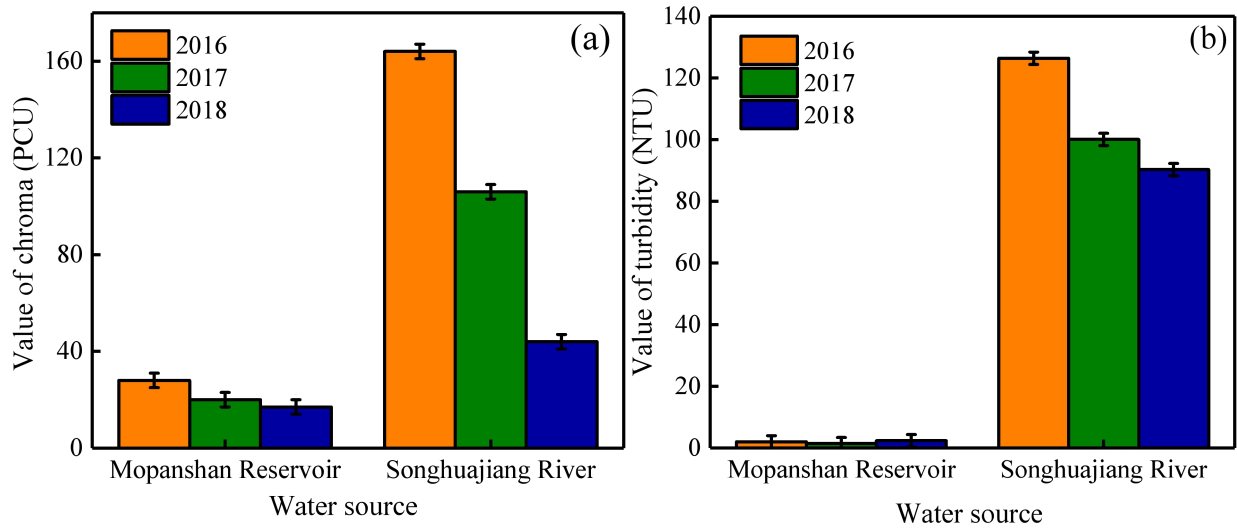 (a)
2016
2017
2018
Value of chroma (PCU)
160
120
80
40
0
Mopanshan Reservoir
Songhuajiang River
Water source
(b)
2016
2017
2018
Value of turbidity (NTU)
140
120
100
80
60
40
20
0
Mopanshan Reservoir
Songhuajiang River
Water source